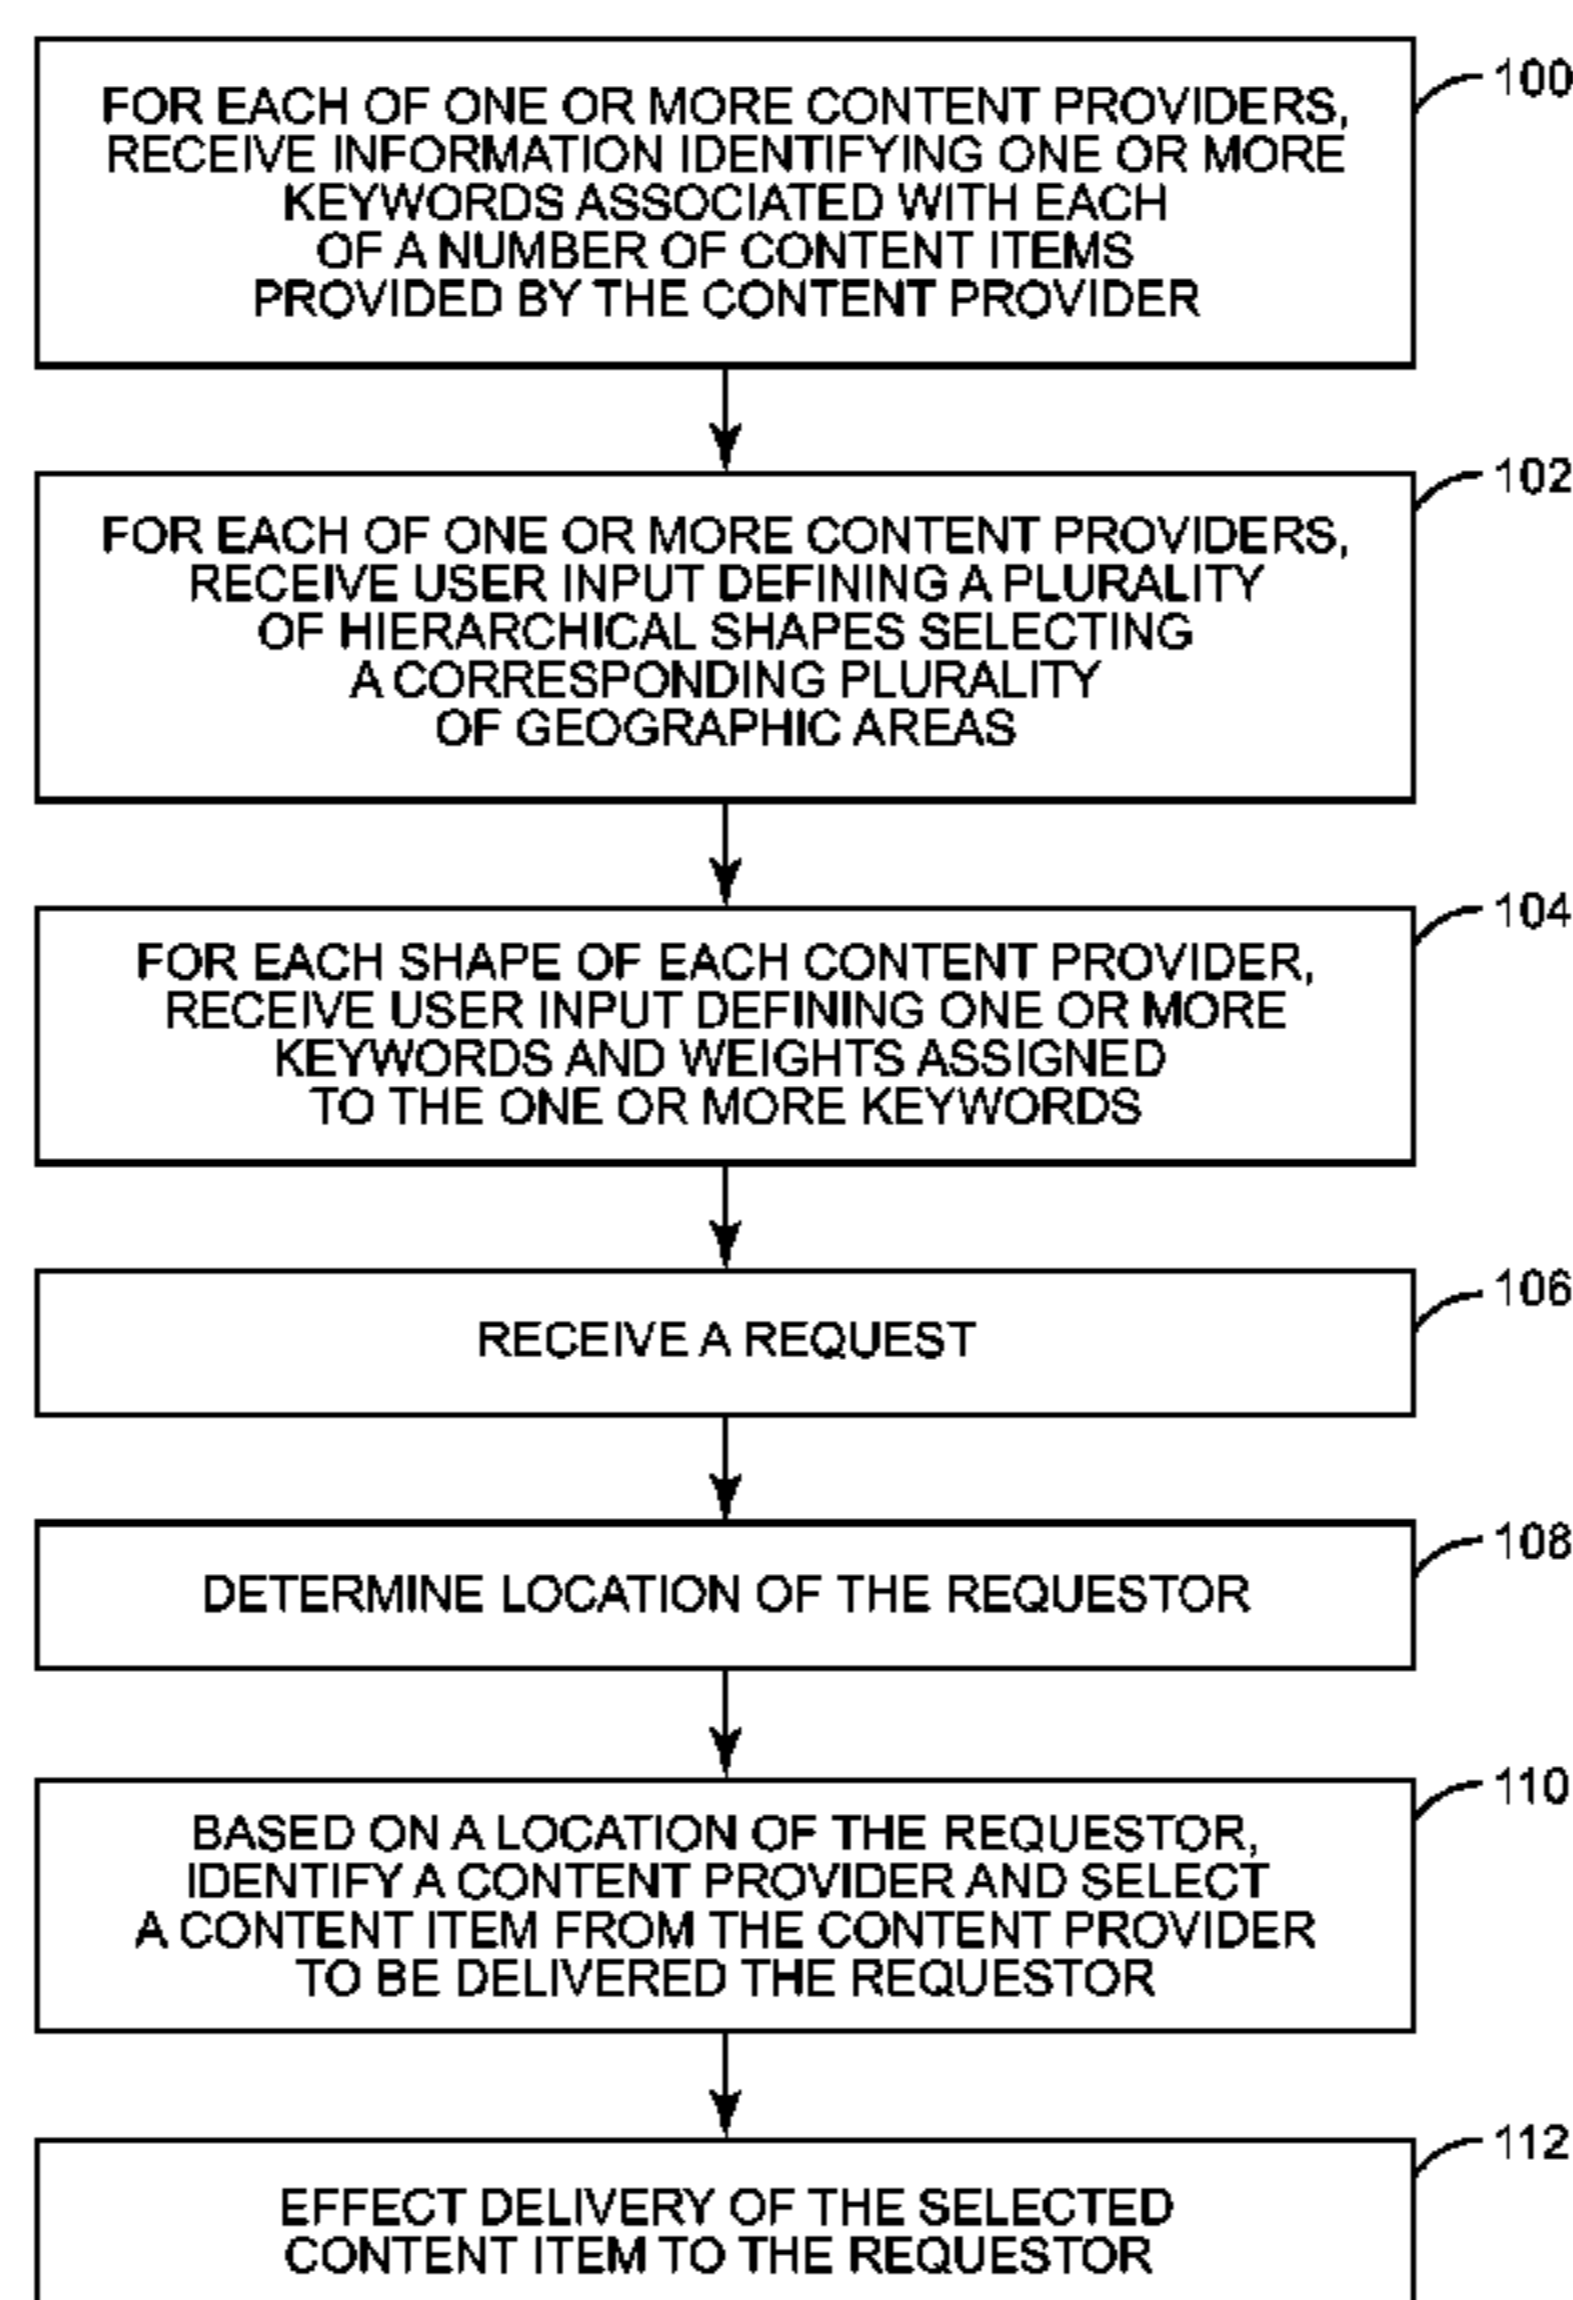 100
FOR EACH OF ONE OR MORE CONTENT PROVIDERS,
RECEIVE INFORMATION IDENTIFYING ONE OR MORE
KEYWORDS ASSOCIATED WITH EACH
OF A NUMBER OF CONTENT ITEMS
PROVIDED BY THE CONTENT PROVIDER
102
FOR EACH OF ONE OR MORE CONTENT PROVIDERS,
RECEIVE USER INPUT DEFINING A PLURALITY
OF HIERARCHICAL SHAPES SELECTING
A CORRESPONDING PLURALITY
OF GEOGRAPHIC AREAS
104
FOR EACH SHAPE OF EACH CONTENT PROVIDER,
RECEIVE USER INPUT DEFINING ONE OR MORE
KEYWORDS AND WEIGHTS ASSIGNED
TO THE ONE OR MORE KEYWORDS
106
RECEIVE A REQUEST
108
DETERMINE LOCATION OF THE REQUESTOR
110
BASED ON A LOCATION OF THE REQUESTOR,
IDENTIFY A CONTENT PROVIDER AND SELECT
A CONTENT ITEM FROM THE CONTENT PROVIDER
TO BE DELIVERED THE REQUESTOR
112
EFFECT DELIVERY OF THE SELECTED
CONTENT ITEM TO THE REQUESTOR